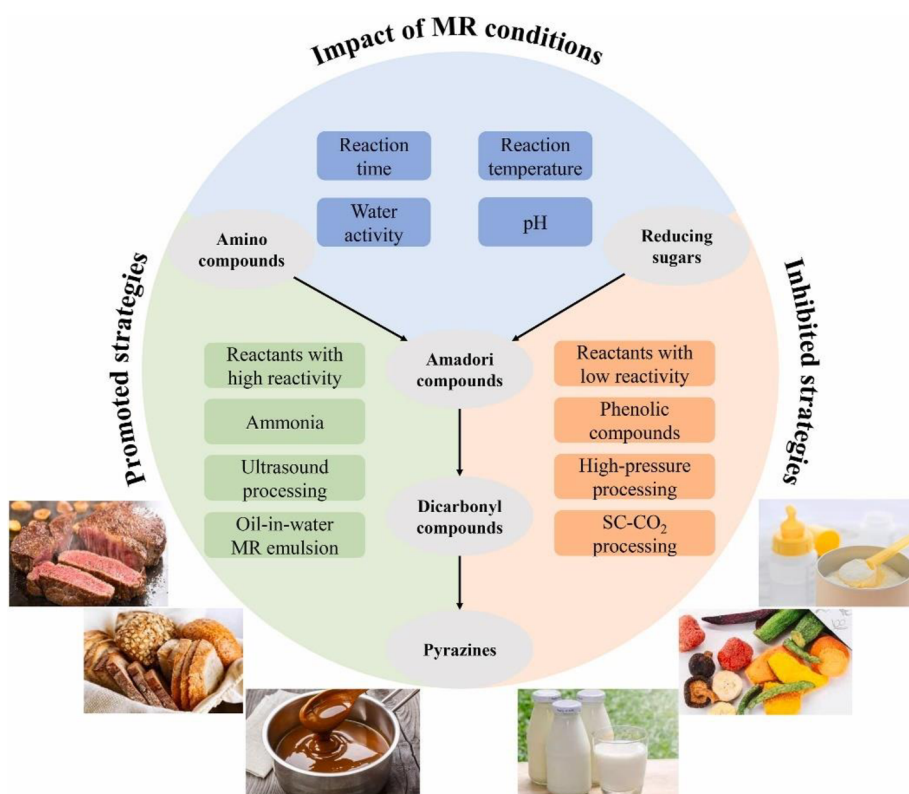 Impact of MR conditions
Reaction
time
Reaction
temperature
Water
activity
pH
Amino
compounds
Reducing
sugars
Promoted strategies
Inhibited strategies
Reactants with
high reactivity
Amadori
compounds
Reactants with
low reactivity
Ammonia
Phenolic
compounds
Ultrasound
processing
High-pressure
processing
Dicarbonyl
compounds
Oil-in-water
MR emulsion
SC-CO₂
processing
Pyrazines